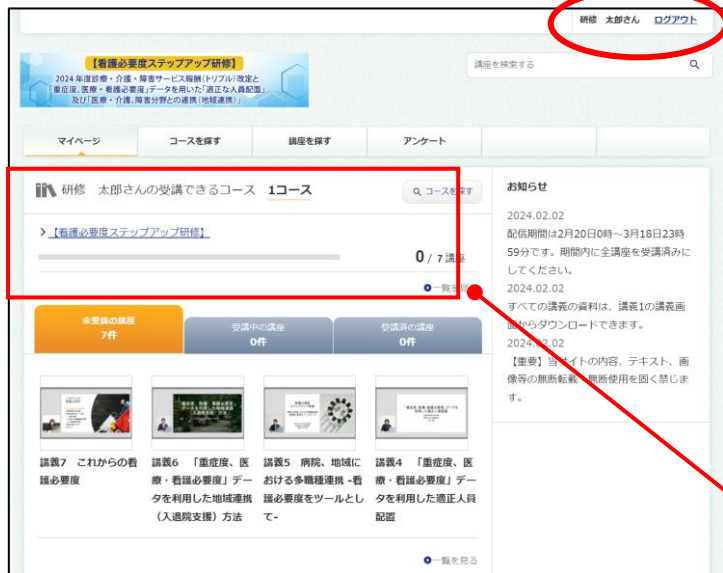 研修 太郎さん ログアウト
【看護必要度ステップアップ研修】
2024年度診療・介護・障害サービス報酬(トリプル)改定と
「重症度、医療・看護必要度」データを用いた「適正な人員配置」
及び「医療・介護、障害分野との連携(地域連携)」
講座を検索する
マイページ
コースを探す
講座を探す
アンケート
研修 太郎さんの受講できるコース 1コース
コースを探す
【看護必要度ステップアップ研修】
0 / 7 講座
一覧を見る
未受講の講座
7件
受講中の講座
0件
受講済の講座
0件
講義7 これからの看
護必要度
講義6 「重症度、医
療・看護必要度」デー
タを利用した地域連携
(入退院支援)方法
講義5 病院、地域に
おける多職種連携 -看
護必要度をツールとし
て-
講義4 「重症度、医
療・看護必要度」デー
タを利用した適正人員
配置
一覧を見る
お知らせ
2024.02.02
配信期間は2月20日0時～3月18日23時
59分です。期間内に全講座を受講済みに
してください。
2024.02.02
すべての講義の資料は、講義1の講義画
面からダウンロードできます。
2024.02.02
【重要】当サイトの内容、テキスト、画
像等の無断転載・無断使用を固く禁じま
す。